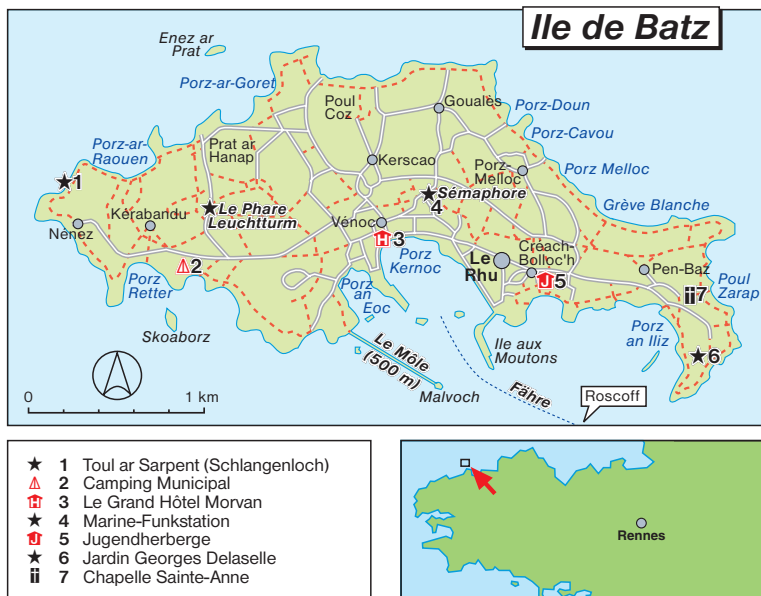 Ile de Batz
Enez ar
Prat
Porz-ar-Goret
Poul
Coz
Goualès
Porz-Doun
Porz-Cavou
Porz-ar-
Raouen
Prat ar
Hanap
Kerscao
Porz-
Melloc
Porz Melloc
1
Sémaphore
4
Grève Blanche
Le Phare
Leuchtturm
Kérabandu
Nénez
Vénoc
3
Porz
Kernoc
Le
Rhu
Créach-
Bolloc'h
5
Pen-Baz
Poul
Zarap
7
2
Porz
Retter
Porz
an
Eoc
Skoaborz
Ile aux
Moutons
Porz
an Iliz
6
Le Môle
(500 m)
Malvoch
Fähre
Roscoff
0 1 km
1 Toul ar Sarpent (Schlangenloch)
2 Camping Municipal
H 3 Le Grand Hôtel Morvan
4 Marine-Funkstation
J 5 Jugendherberge
6 Jardin Georges Delaselle
7 Chapelle Sainte-Anne
Rennes